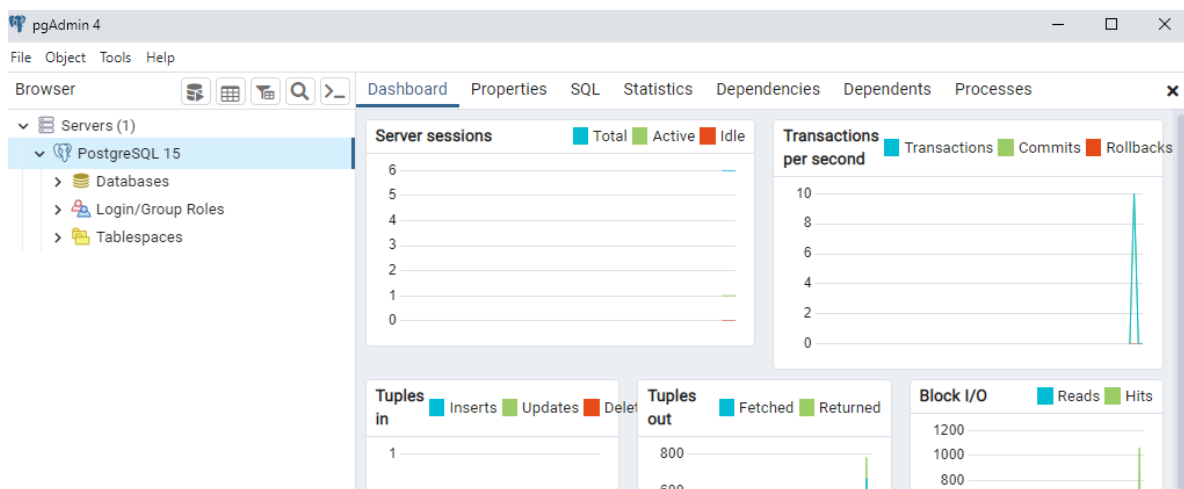 pgAdmin 4
File Object Tools Help
Browser
Dashboard Properties SQL Statistics Dependencies Dependents Processes
Servers (1)
PostgreSQL 15
Databases
Login/Group Roles
Tablespaces
Server sessions
Total Active Idle
6
5
4
3
2
1
0
Transactions
per second
Transactions Commits Rollbacks
10
8
6
4
2
0
Tuples
in
Inserts Updates Delet
1
Tuples
out
Fetched Returned
800
600
Block I/O
Reads Hits
1200
1000
800